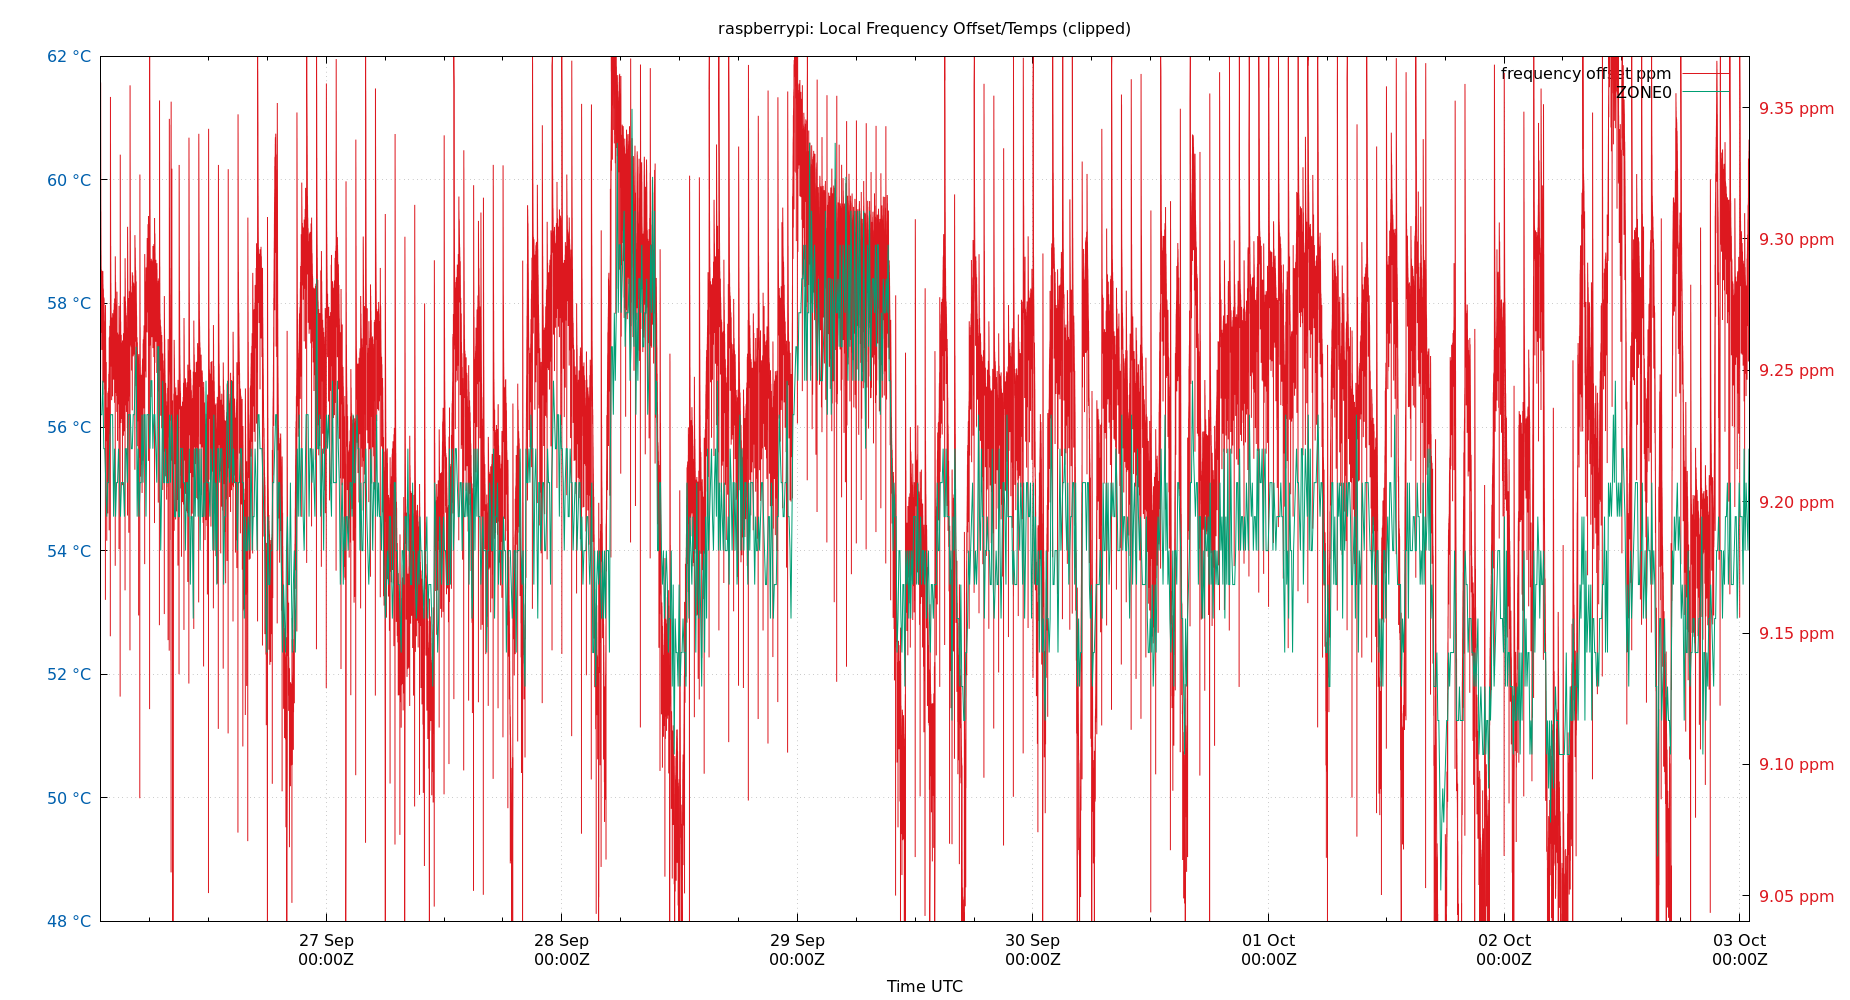 raspberrypi: Local Frequency Offset/Temps (clipped)
62 °C
60 °C
58 °C
56 °C
54 °C
52 °C
50 °C
48 °C
frequency offset ppm
ZONE0
9.35 ppm
9.30 ppm
9.25 ppm
9.20 ppm
9.15 ppm
9.10 ppm
9.05 ppm
27 Sep
00:00Z
28 Sep
00:00Z
29 Sep
00:00Z
30 Sep
00:00Z
01 Oct
00:00Z
02 Oct
00:00Z
03 Oct
00:00Z
Time UTC